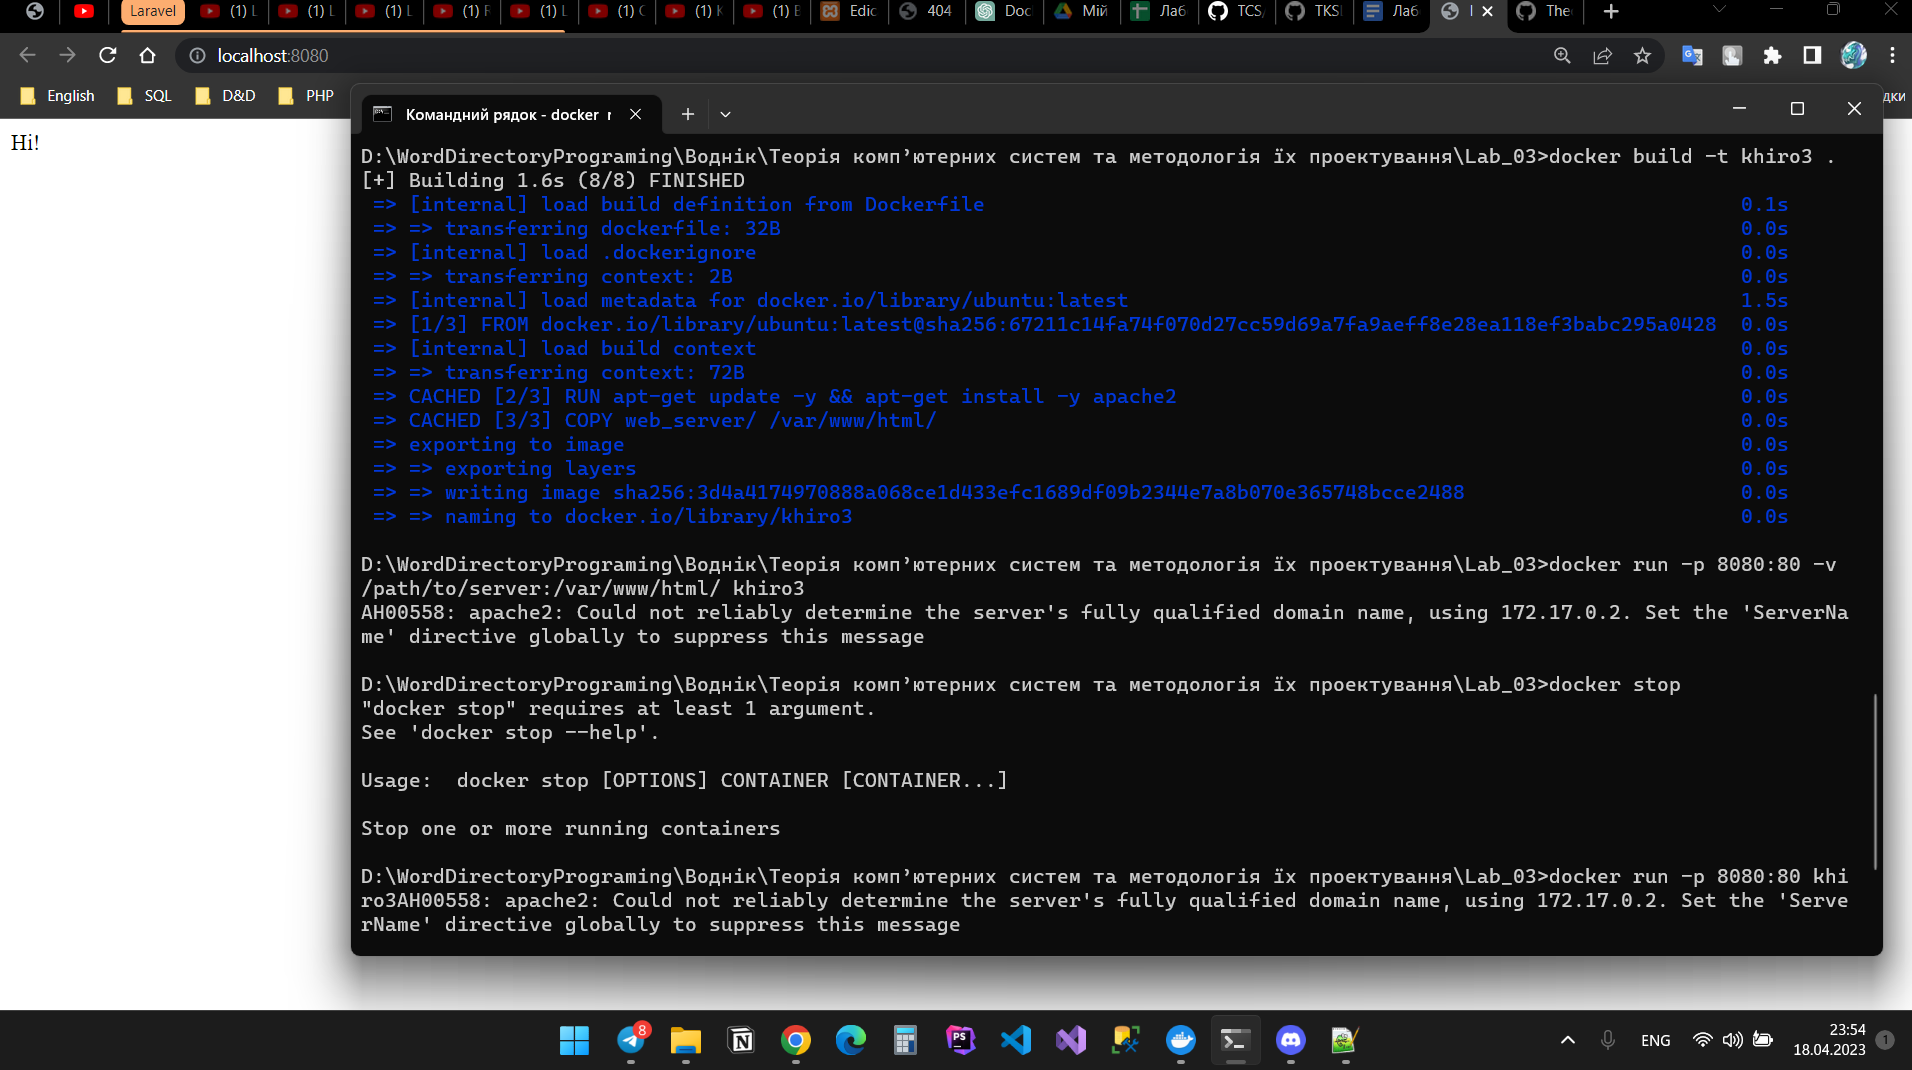 Laravel
(1) L
(1) L
(1) L
(1) F
(1) L
(1) C
(1) K
(1) E
Edic
404
Doc
Мій
Лаб
TCS
TKS
Лаб
The
localhost:8080
English
SQL
D&D
PHP
дки
Hi!
Командний рядок - docker r
D:\WordDirectoryPrograming\Воднік\Теорія комп’ютерних систем та методологія їх проектування\Lab_03>docker build -t khiro3 .
[+] Building 1.6s (8/8) FINISHED
=> [internal] load build definition from Dockerfile 0.1s
=> => transferring dockerfile: 32B 0.0s
=> [internal] load .dockerignore 0.0s
=> => transferring context: 2B 0.0s
=> [internal] load metadata for docker.io/library/ubuntu:latest 1.5s
=> [1/3] FROM docker.io/library/ubuntu:latest@sha256:67211c14fa74f070d27cc59d69a7fa9aeff8e28ea118ef3babc295a0428 0.0s
=> [internal] load build context 0.0s
=> => transferring context: 72B 0.0s
=> CACHED [2/3] RUN apt-get update -y && apt-get install -y apache2 0.0s
=> CACHED [3/3] COPY web_server/ /var/www/html/ 0.0s
=> exporting to image 0.0s
=> => exporting layers 0.0s
=> => writing image sha256:3d4a4174970888a068ce1d433efc1689df09b2344e7a8b070e365748bcce2488 0.0s
=> => naming to docker.io/library/khiro3 0.0s
D:\WordDirectoryPrograming\Воднік\Теорія комп’ютерних систем та методологія їх проектування\Lab_03>docker run -p 8080:80 -v
/path/to/server:/var/www/html/ khiro3
AH00558: apache2: Could not reliably determine the server's fully qualified domain name, using 172.17.0.2. Set the 'ServerNa
me' directive globally to suppress this message
D:\WordDirectoryPrograming\Воднік\Теорія комп’ютерних систем та методологія їх проектування\Lab_03>docker stop
"docker stop" requires at least 1 argument.
See 'docker stop --help'.
Usage:  docker stop [OPTIONS] CONTAINER [CONTAINER...]
Stop one or more running containers
D:\WordDirectoryPrograming\Воднік\Теорія комп’ютерних систем та методологія їх проектування\Lab_03>docker run -p 8080:80 khi
ro3AH00558: apache2: Could not reliably determine the server's fully qualified domain name, using 172.17.0.2. Set the 'Serve
rName' directive globally to suppress this message
8
PS
ENG
23:54
18.04.2023
1